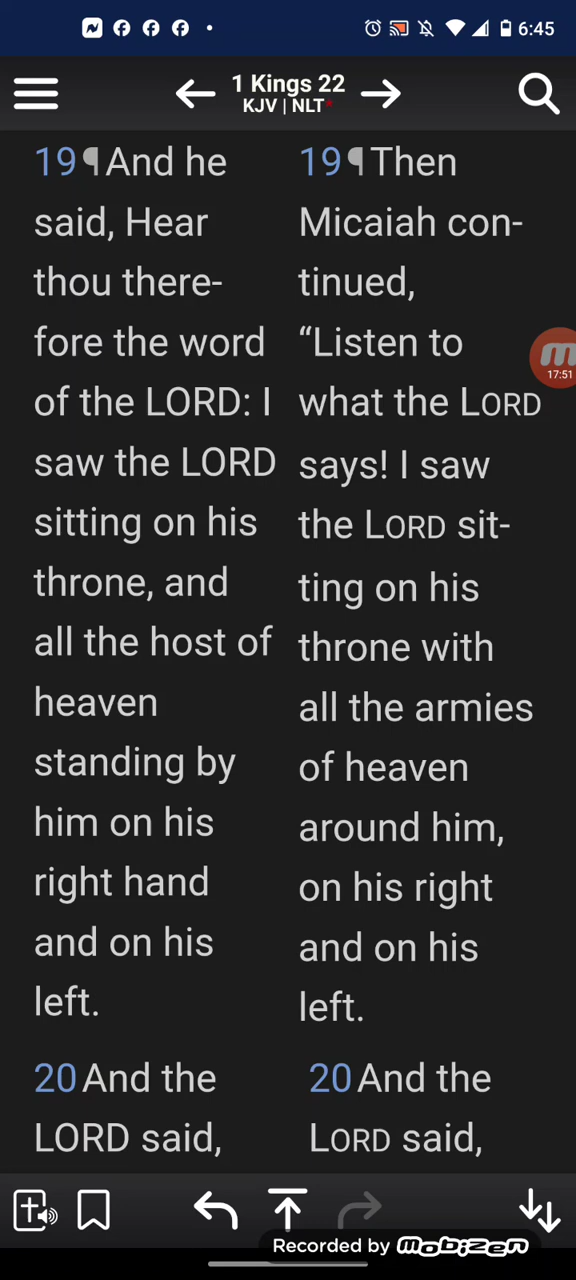 6:45
1 Kings 22
KJV | NLT*
19 ¶ And he
said, Hear
thou there-
fore the word
of the LORD: I
saw the LORD
sitting on his
throne, and
all the host of
heaven
standing by
him on his
right hand
and on his
left.
20 And the
LORD said,
19 ¶ Then
Micaiah con-
tinued,
“Listen to
what the LORD
says! I saw
the LORD sit-
ting on his
throne with
all the armies
of heaven
around him,
on his right
and on his
left.
20 And the
LORD said,
17:51
Recorded by mobizen